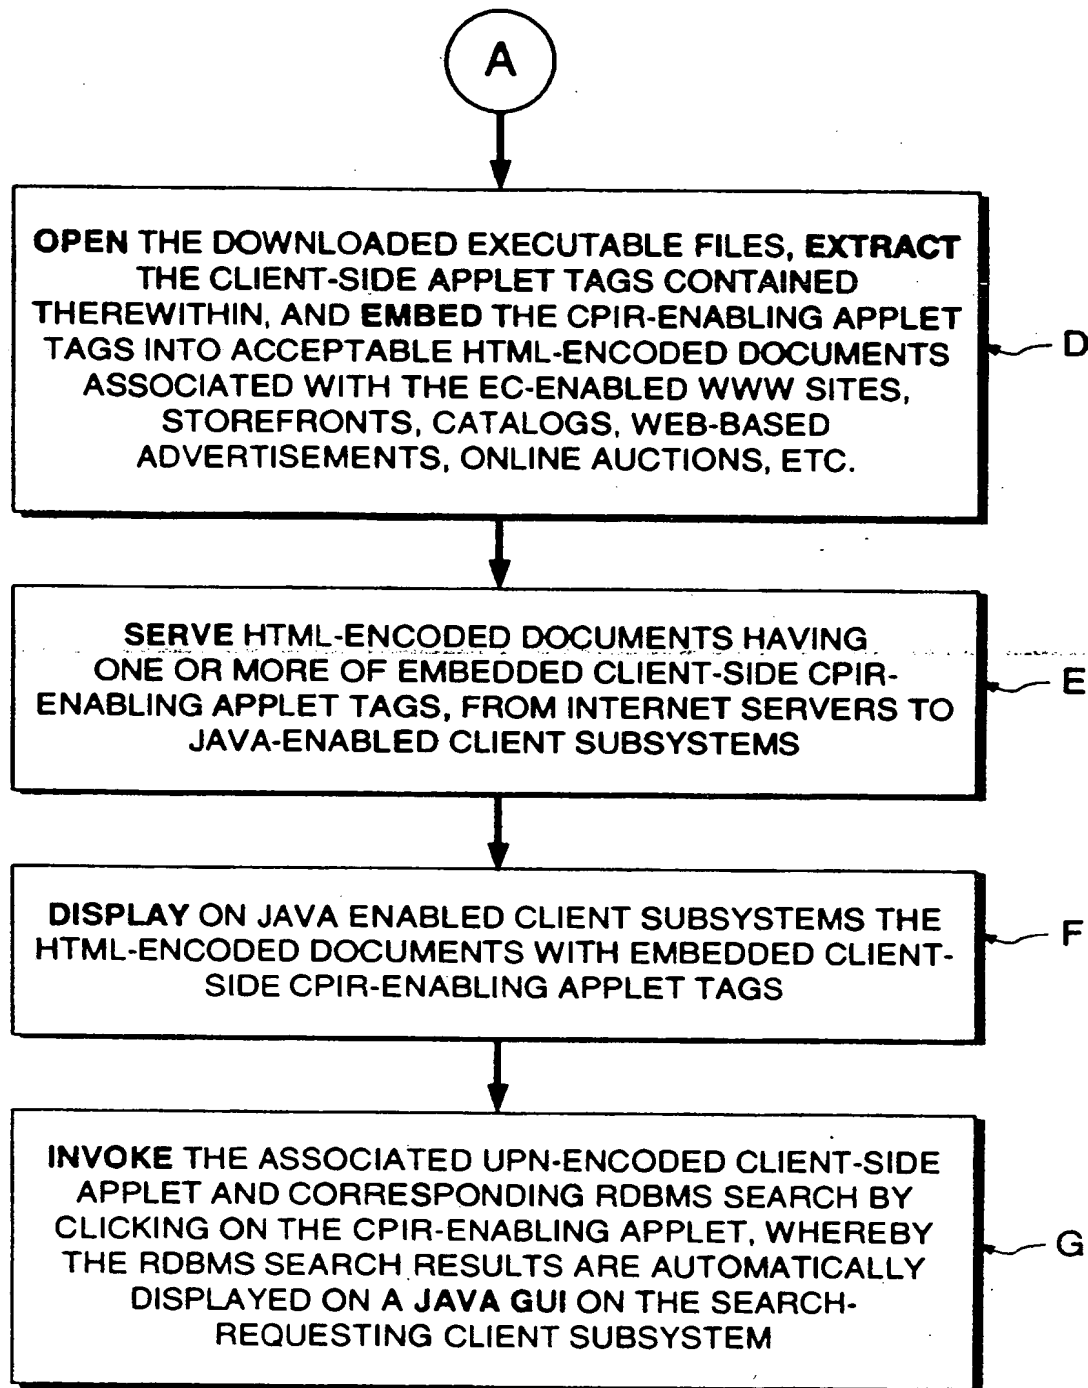 A
OPEN THE DOWNLOADED EXECUTABLE FILES, EXTRACT
THE CLIENT-SIDE APPLET TAGS CONTAINED
THEREWITHIN, AND EMBED THE CPIR-ENABLING APPLET
TAGS INTO ACCEPTABLE HTML-ENCODED DOCUMENTS
ASSOCIATED WITH THE EC-ENABLED WWW SITES,
STOREFRONTS, CATALOGS, WEB-BASED
ADVERTISEMENTS, ONLINE AUCTIONS, ETC.
D
SERVE HTML-ENCODED DOCUMENTS HAVING
ONE OR MORE OF EMBEDDED CLIENT-SIDE CPIR-
ENABLING APPLET TAGS, FROM INTERNET SERVERS TO
JAVA-ENABLED CLIENT SUBSYSTEMS
E
DISPLAY ON JAVA ENABLED CLIENT SUBSYSTEMS THE
HTML-ENCODED DOCUMENTS WITH EMBEDDED CLIENT-
SIDE CPIR-ENABLING APPLET TAGS
F
INVOKE THE ASSOCIATED UPN-ENCODED CLIENT-SIDE
APPLET AND CORRESPONDING RDBMS SEARCH BY
CLICKING ON THE CPIR-ENABLING APPLET, WHEREBY
THE RDBMS SEARCH RESULTS ARE AUTOMATICALLY
DISPLAYED ON A JAVA GUI ON THE SEARCH-
REQUESTING CLIENT SUBSYSTEM
G